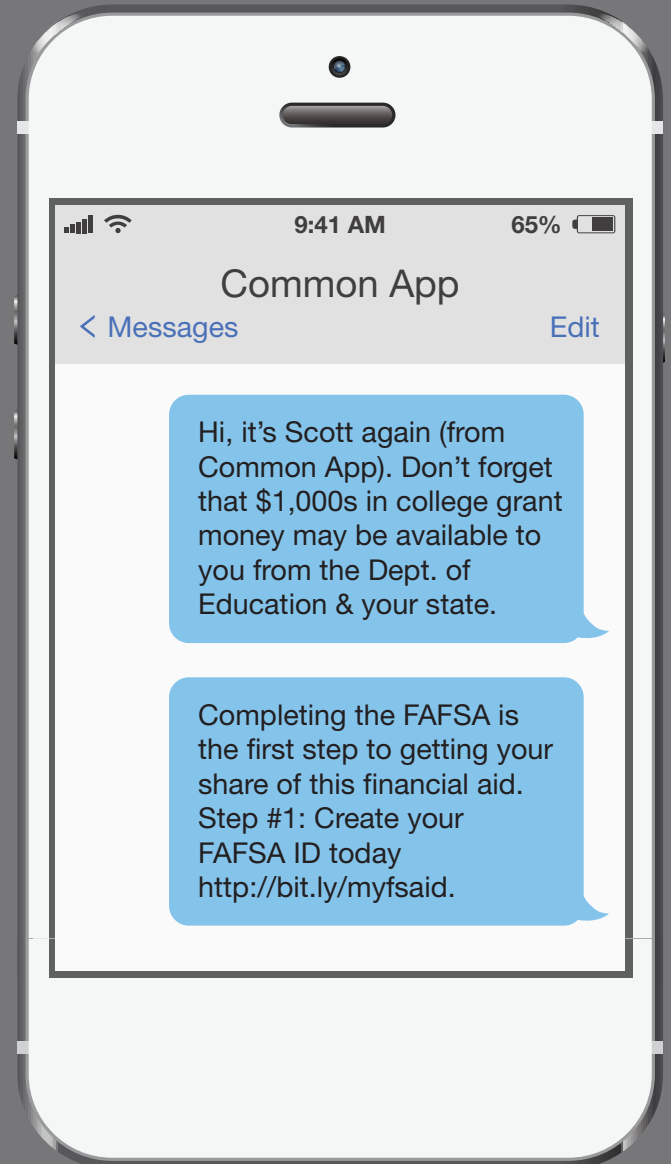 9:41 AM 65%
Common App
< Messages Edit
Hi, it’s Scott again (from
Common App). Don’t forget
that $1,000s in college grant
money may be available to
you from the Dept. of
Education & your state.
Completing the FAFSA is
the first step to getting your
share of this financial aid.
Step #1: Create your
FAFSA ID today
http://bit.ly/myfsaid.